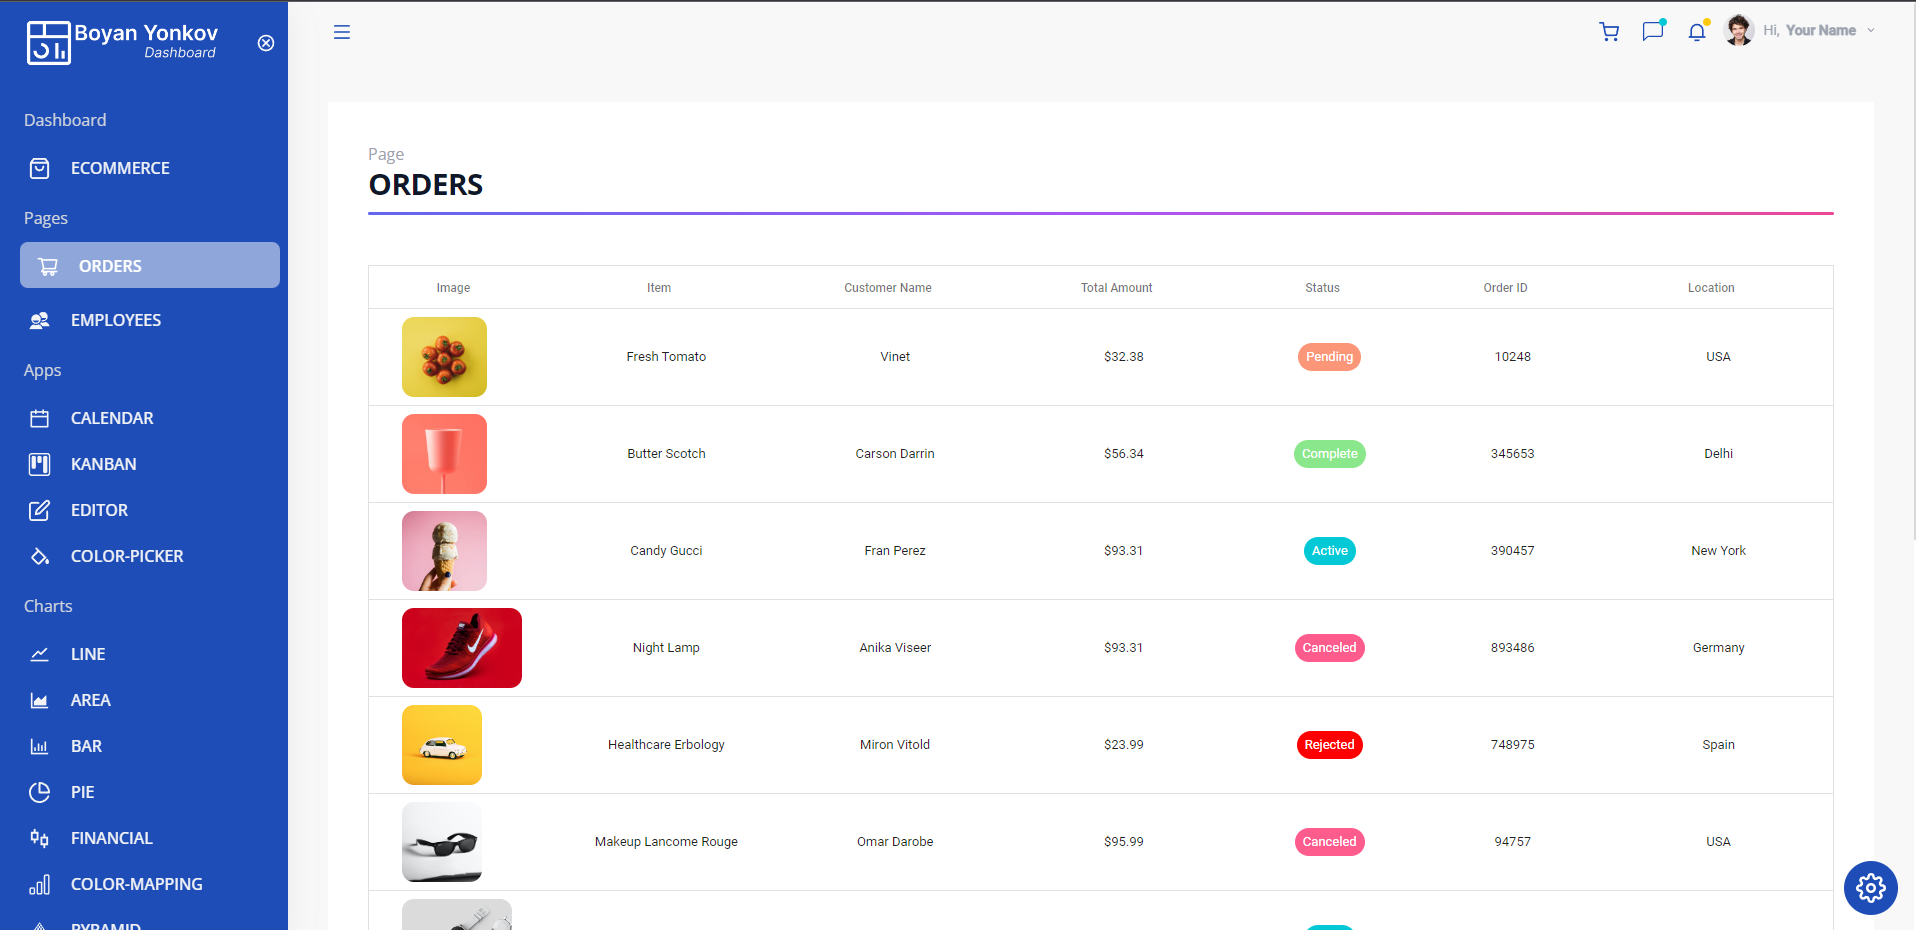 Boyan Yonkov
Dashboard
Hi, Your Name
Dashboard
ECOMMERCE
Pages
ORDERS
EMPLOYEES
Apps
CALENDAR
KANBAN
EDITOR
COLOR-PICKER
Charts
LINE
AREA
BAR
PIE
FINANCIAL
COLOR-MAPPING
PYRAMID
Page
ORDERS
Image Item Customer Name Total Amount Status Order ID Location
Fresh Tomato Vinet $32.38 Pending 10248 USA
Butter Scotch Carson Darrin $56.34 Complete 345653 Delhi
Candy Gucci Fran Perez $93.31 Active 390457 New York
Night Lamp Anika Viseer $93.31 Canceled 893486 Germany
Healthcare Erbology Miron Vitold $23.99 Rejected 748975 Spain
Makeup Lancome Rouge Omar Darobe $95.99 Canceled 94757 USA